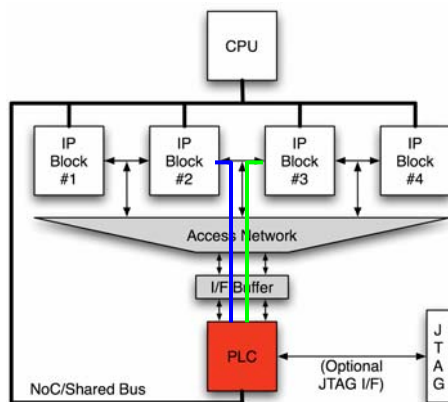 CPU
IP
Block
#1
IP
Block
#2
IP
Block
#3
IP
Block
#4
Access Network
I/F Buffer
PLC
(Optional
JTAG I/F)
J
T
A
G
NoC/Shared Bus